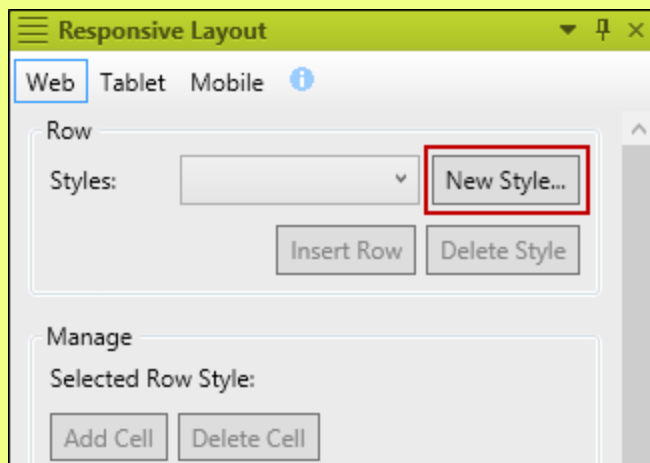 Responsive Layout
Web Tablet Mobile
Row
Styles: New Style...
Insert Row Delete Style
Manage
Selected Row Style:
Add Cell Delete Cell